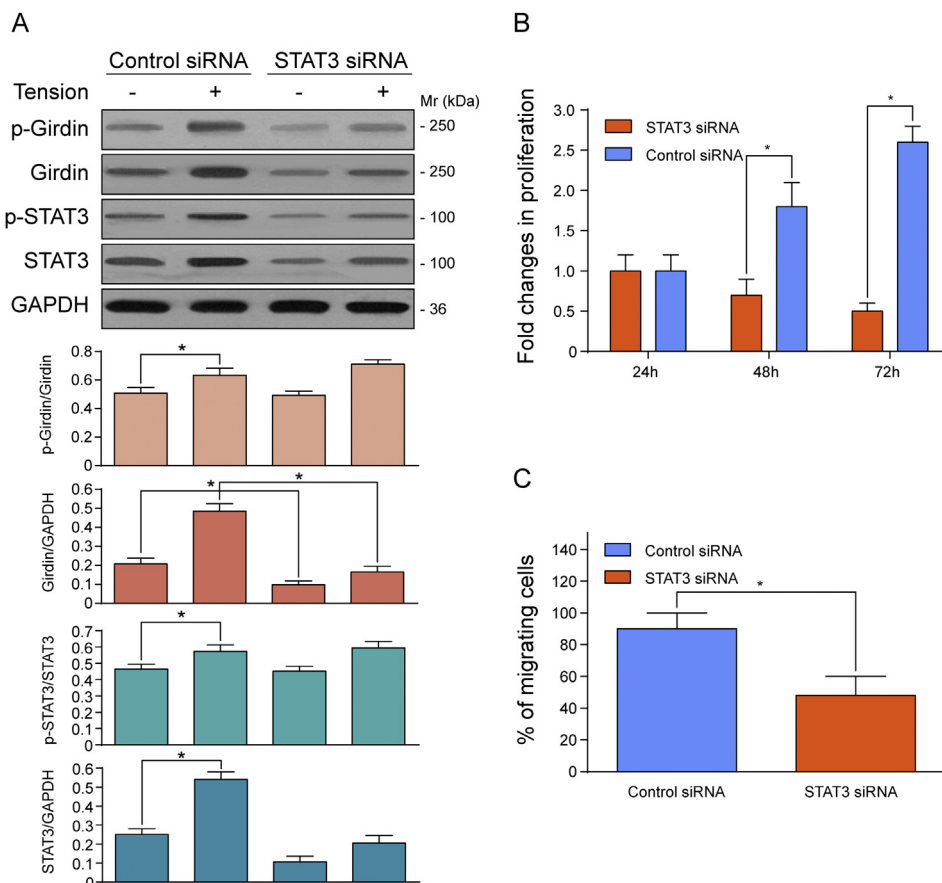 A
Control siRNA STAT3 siRNA
Tension - + - + Mr (kDa)
p-Girdin - 250
Girdin - 250
p-STAT3 - 100
STAT3 - 100
GAPDH - 36
p-Girdin/Girdin
0.8
0.6
0.4
0.2
0
*
Girdin/GAPDH
0.6
0.5
0.4
0.3
0.2
0.1
0
* *
p-STAT3/STAT3
0.7
0.6
0.5
0.4
0.3
0.2
0.1
0
*
STAT3/GAPDH
0.6
0.5
0.4
0.3
0.2
0.1
0
*
B
Fold changes in proliferation
3.0
2.5
2.0
1.5
1.0
0.5
0
STAT3 siRNA
Control siRNA
* *
24h 48h 72h
C
% of migrating cells
140
120
100
80
60
40
20
0
Control siRNA
STAT3 siRNA
*
Control siRNA STAT3 siRNA